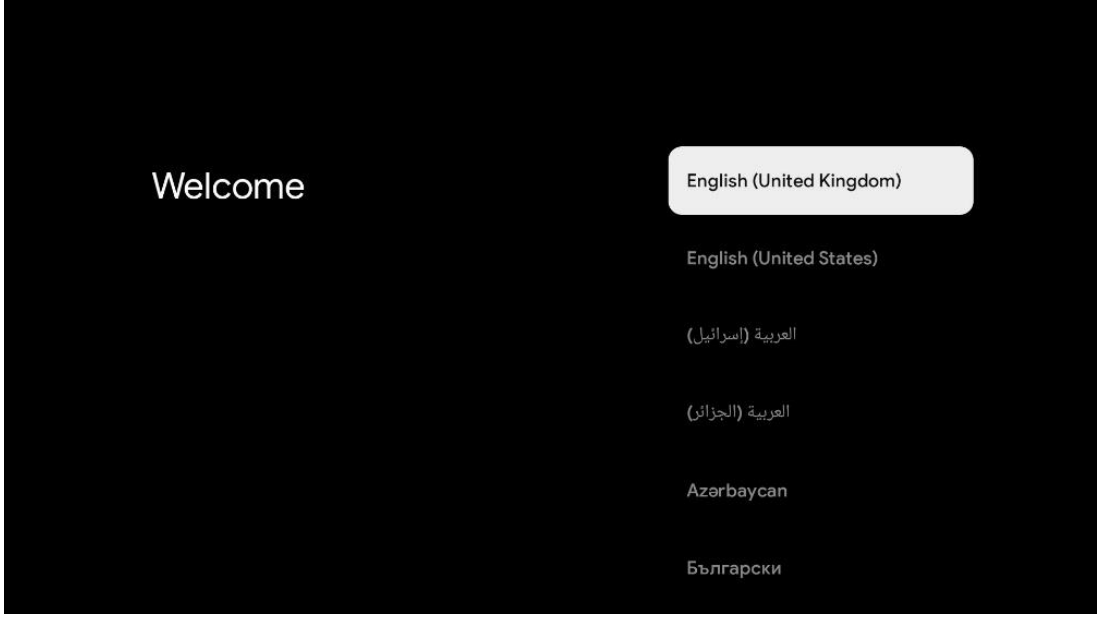 Welcome
English (United Kingdom)
English (United States)
العربية (إسرائيل)
العربية (الجزائر)
Azərbaycan
Български